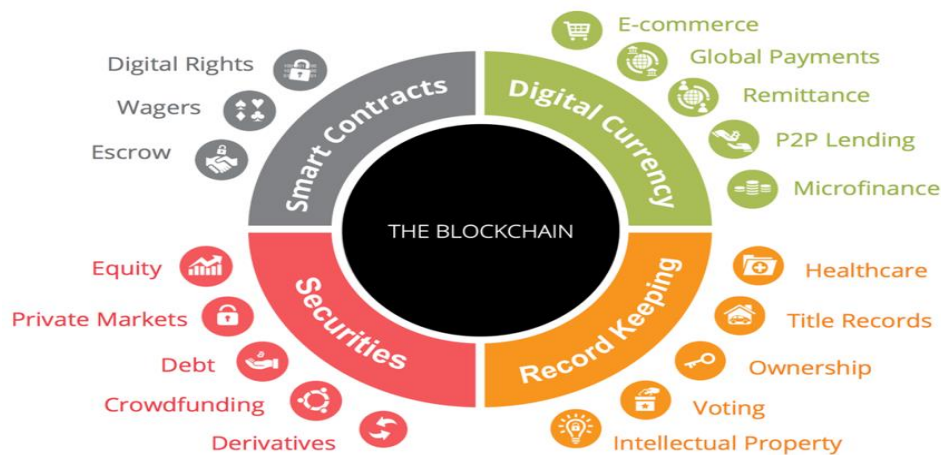 THE BLOCKCHAIN
Smart Contracts
Digital Rights
Wagers
Escrow
Digital Currency
E-commerce
Global Payments
Remittance
P2P Lending
Microfinance
Securities
Equity
Private Markets
Debt
Crowdfunding
Derivatives
Record Keeping
Healthcare
Title Records
Ownership
Voting
Intellectual Property